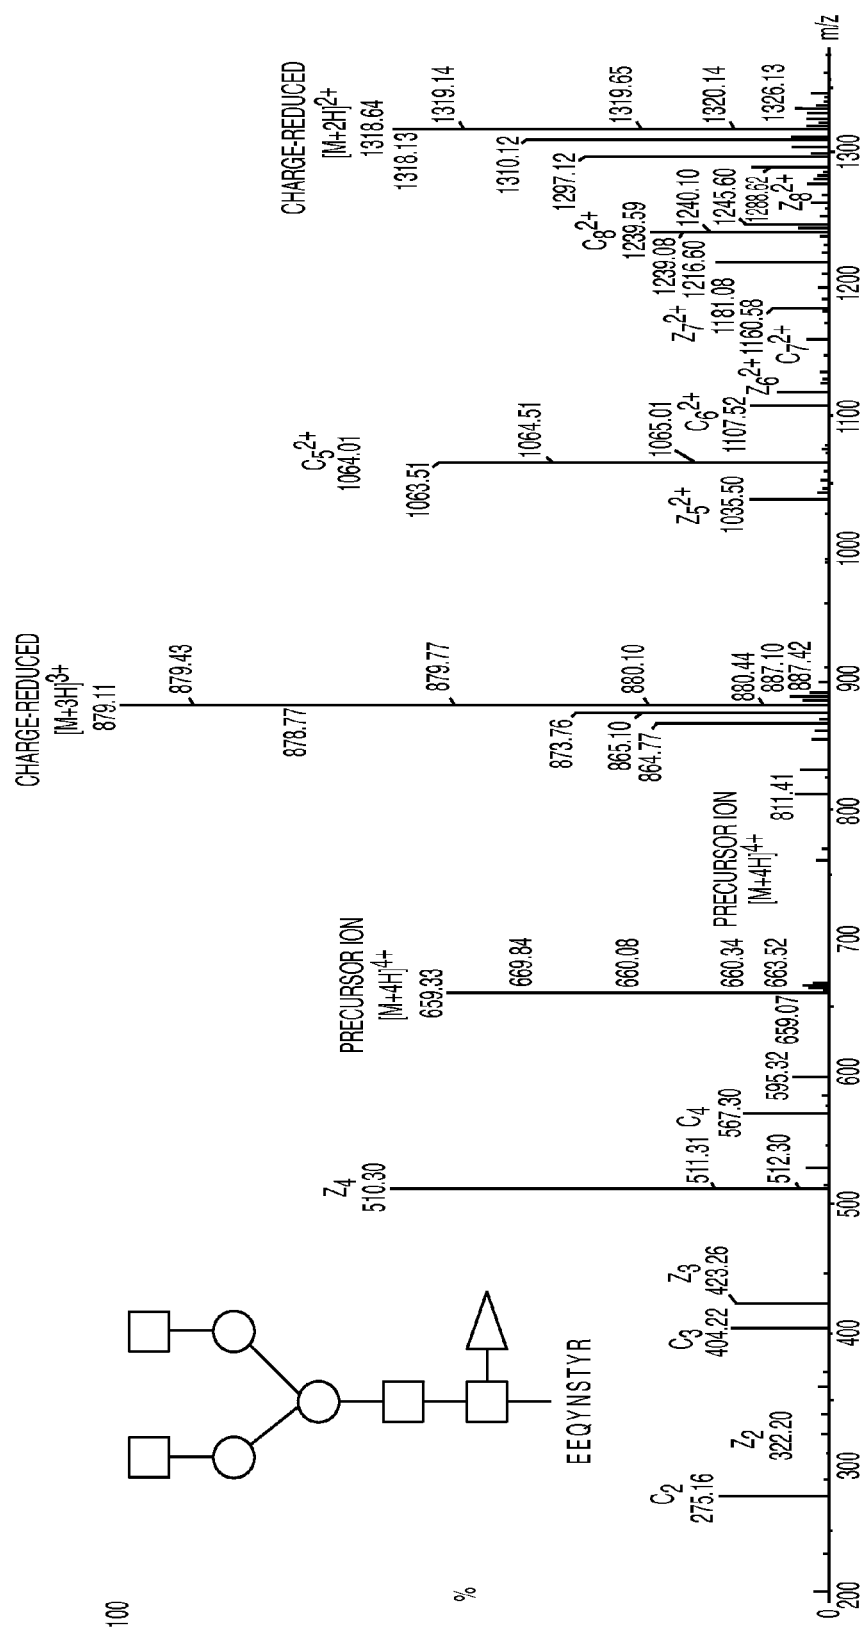 100
%
0
200
300
400
500
600
700
800
900
1000
1100
1200
1300
m/z
EEQYNSTYR
C2
275.16
Z2
322.20
C3
404.22
Z3
423.26
Z4
510.30
511.31
512.30
C4
567.30
595.32
PRECURSOR ION
[M+4H]4+
659.33
669.84
660.08
660.34
663.52
659.07
PRECURSOR ION
[M+4H]4+
811.41
CHARGE-REDUCED
[M+3H]3+
879.11
879.43
878.77
879.77
873.76
865.10
864.77
880.10
880.44
887.10
887.42
Z5 2+
1035.50
C5 2+
1064.01
1063.51
1064.51
1065.01
C6 2+
1107.52
Z6 2+
1160.58
C7 2+
Z7 2+
1181.08
1216.60
1239.08
C8 2+
1239.59
1240.10
1245.60
1288.62
Z8 2+
1297.12
1310.12
CHARGE-REDUCED
[M+2H]2+
1318.64
1318.13
1319.14
1319.65
1320.14
1326.13